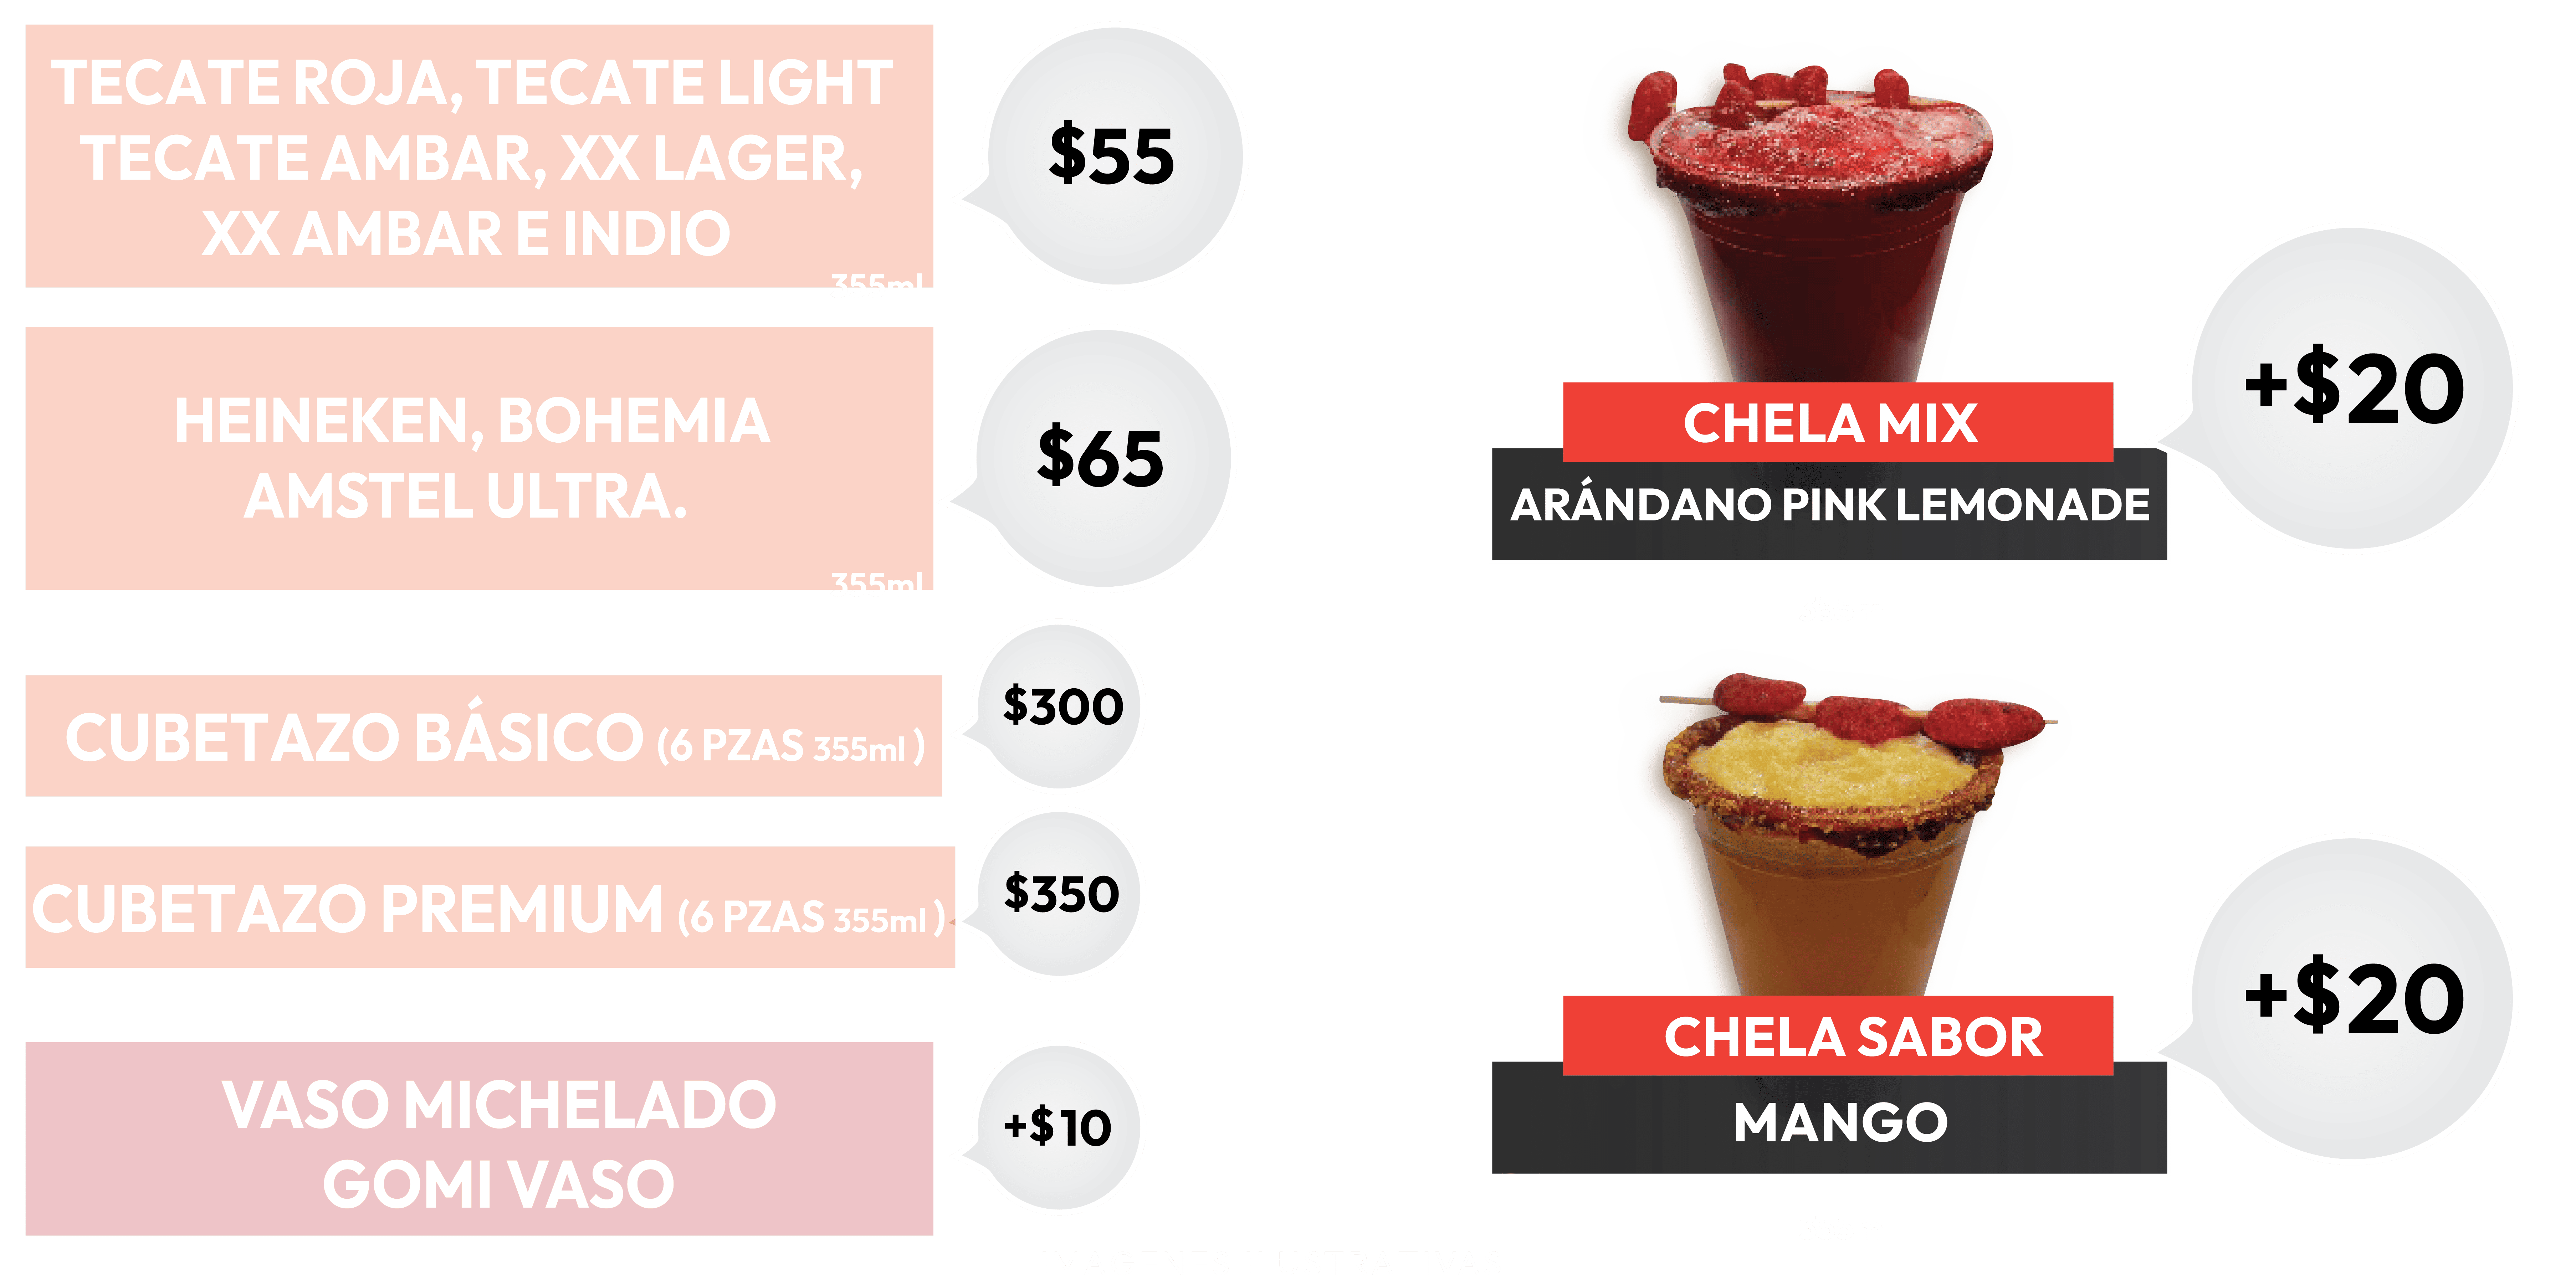 TECATE ROJA, TECATE LIGHT
TECATE AMBAR, XX LAGER,
XX AMBAR E INDIO
355ml
$55
HEINEKEN, BOHEMIA
AMSTEL ULTRA.
355ml
$65
CUBETAZO BÁSICO (6 PZAS 355ml)
$300
CUBETAZO PREMIUM (6 PZAS 355ml)
$350
VASO MICHELADO
GOMI VASO
+$10
CHELA MIX
ARÁNDANO PINK LEMONADE
+$20
CHELA SABOR
MANGO
+$20